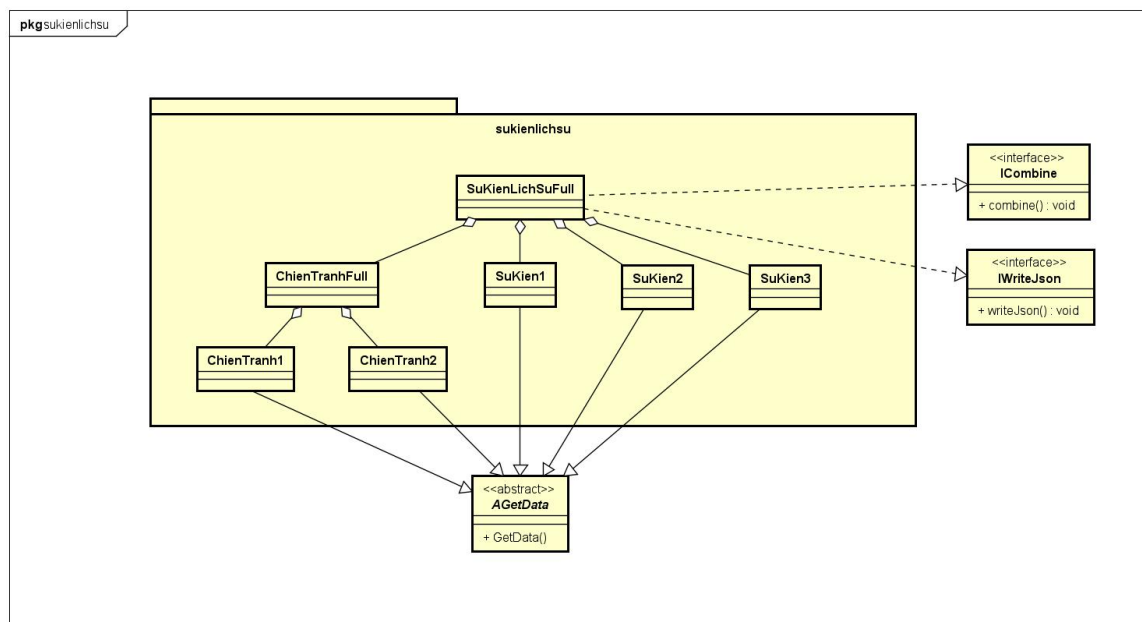 pkg sukienlichsu
sukienlichsu
SuKienLichSuFull
<<interface>>
ICombine
+ combine() : void
<<interface>>
IWriteJson
+ writeJson() : void
ChienTranhFull
SuKien1
SuKien2
SuKien3
ChienTranh1
ChienTranh2
<<abstract>>
AGetData
+ GetData()